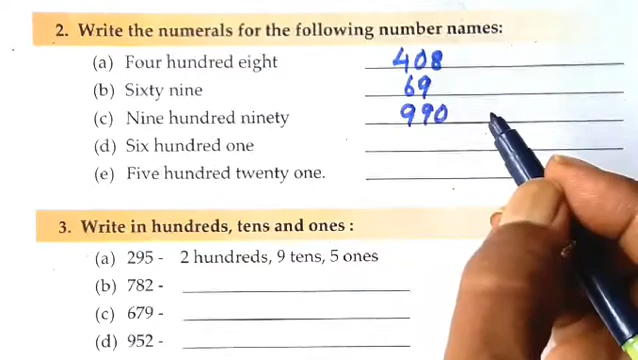 2. Write the numerals for the following number names:
(a) Four hundred eight 408
(b) Sixty nine 69
(c) Nine hundred ninety 990
(d) Six hundred one
(e) Five hundred twenty one.
3. Write in hundreds, tens and ones :
(a) 295 - 2 hundreds, 9 tens, 5 ones
(b) 782 -
(c) 679 -
(d) 952 -